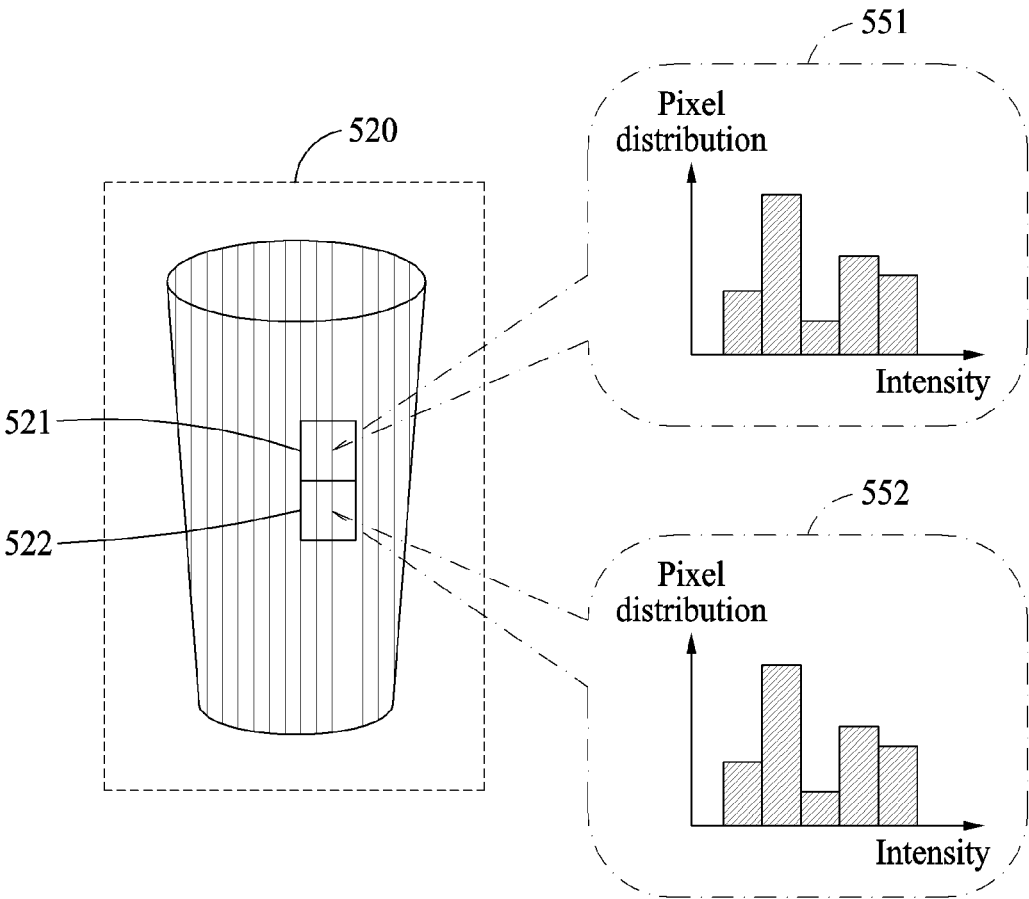 551
Pixel
distribution
Intensity
520
521
522
552
Pixel
distribution
Intensity